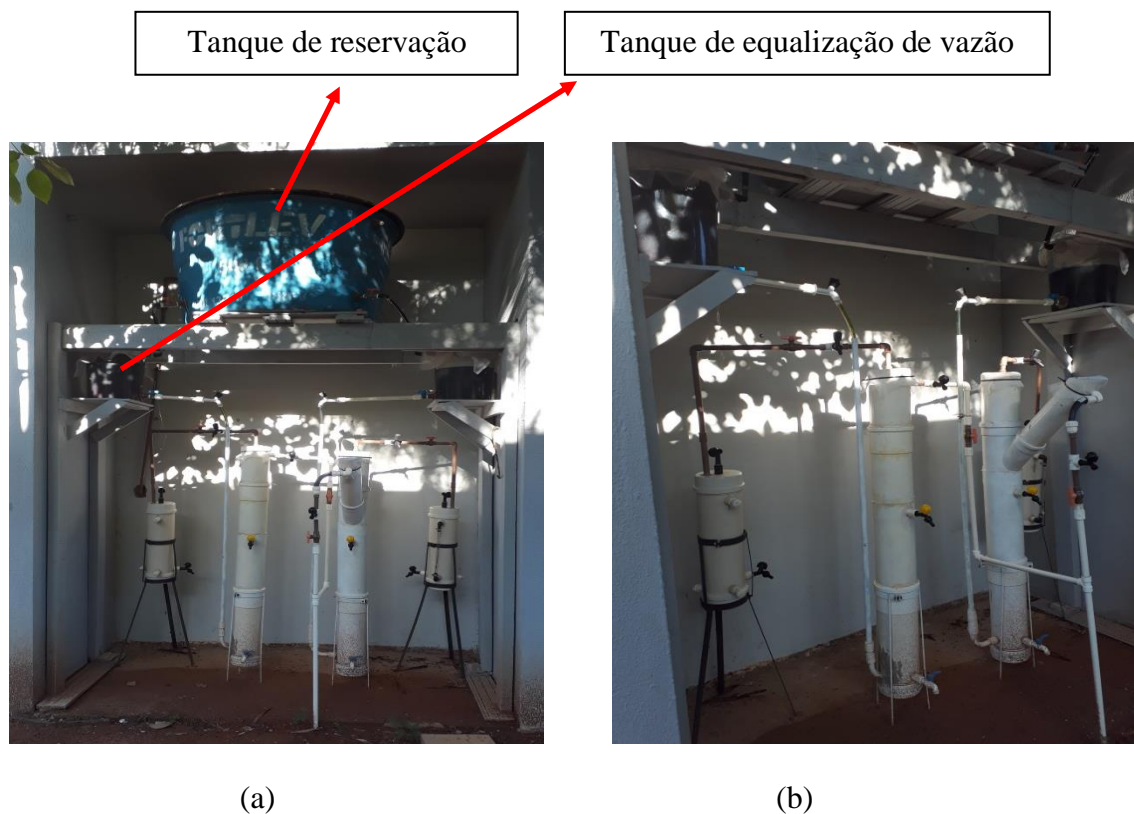 Tanque de reservação
Tanque de equalização de vazão
(a)
(b)